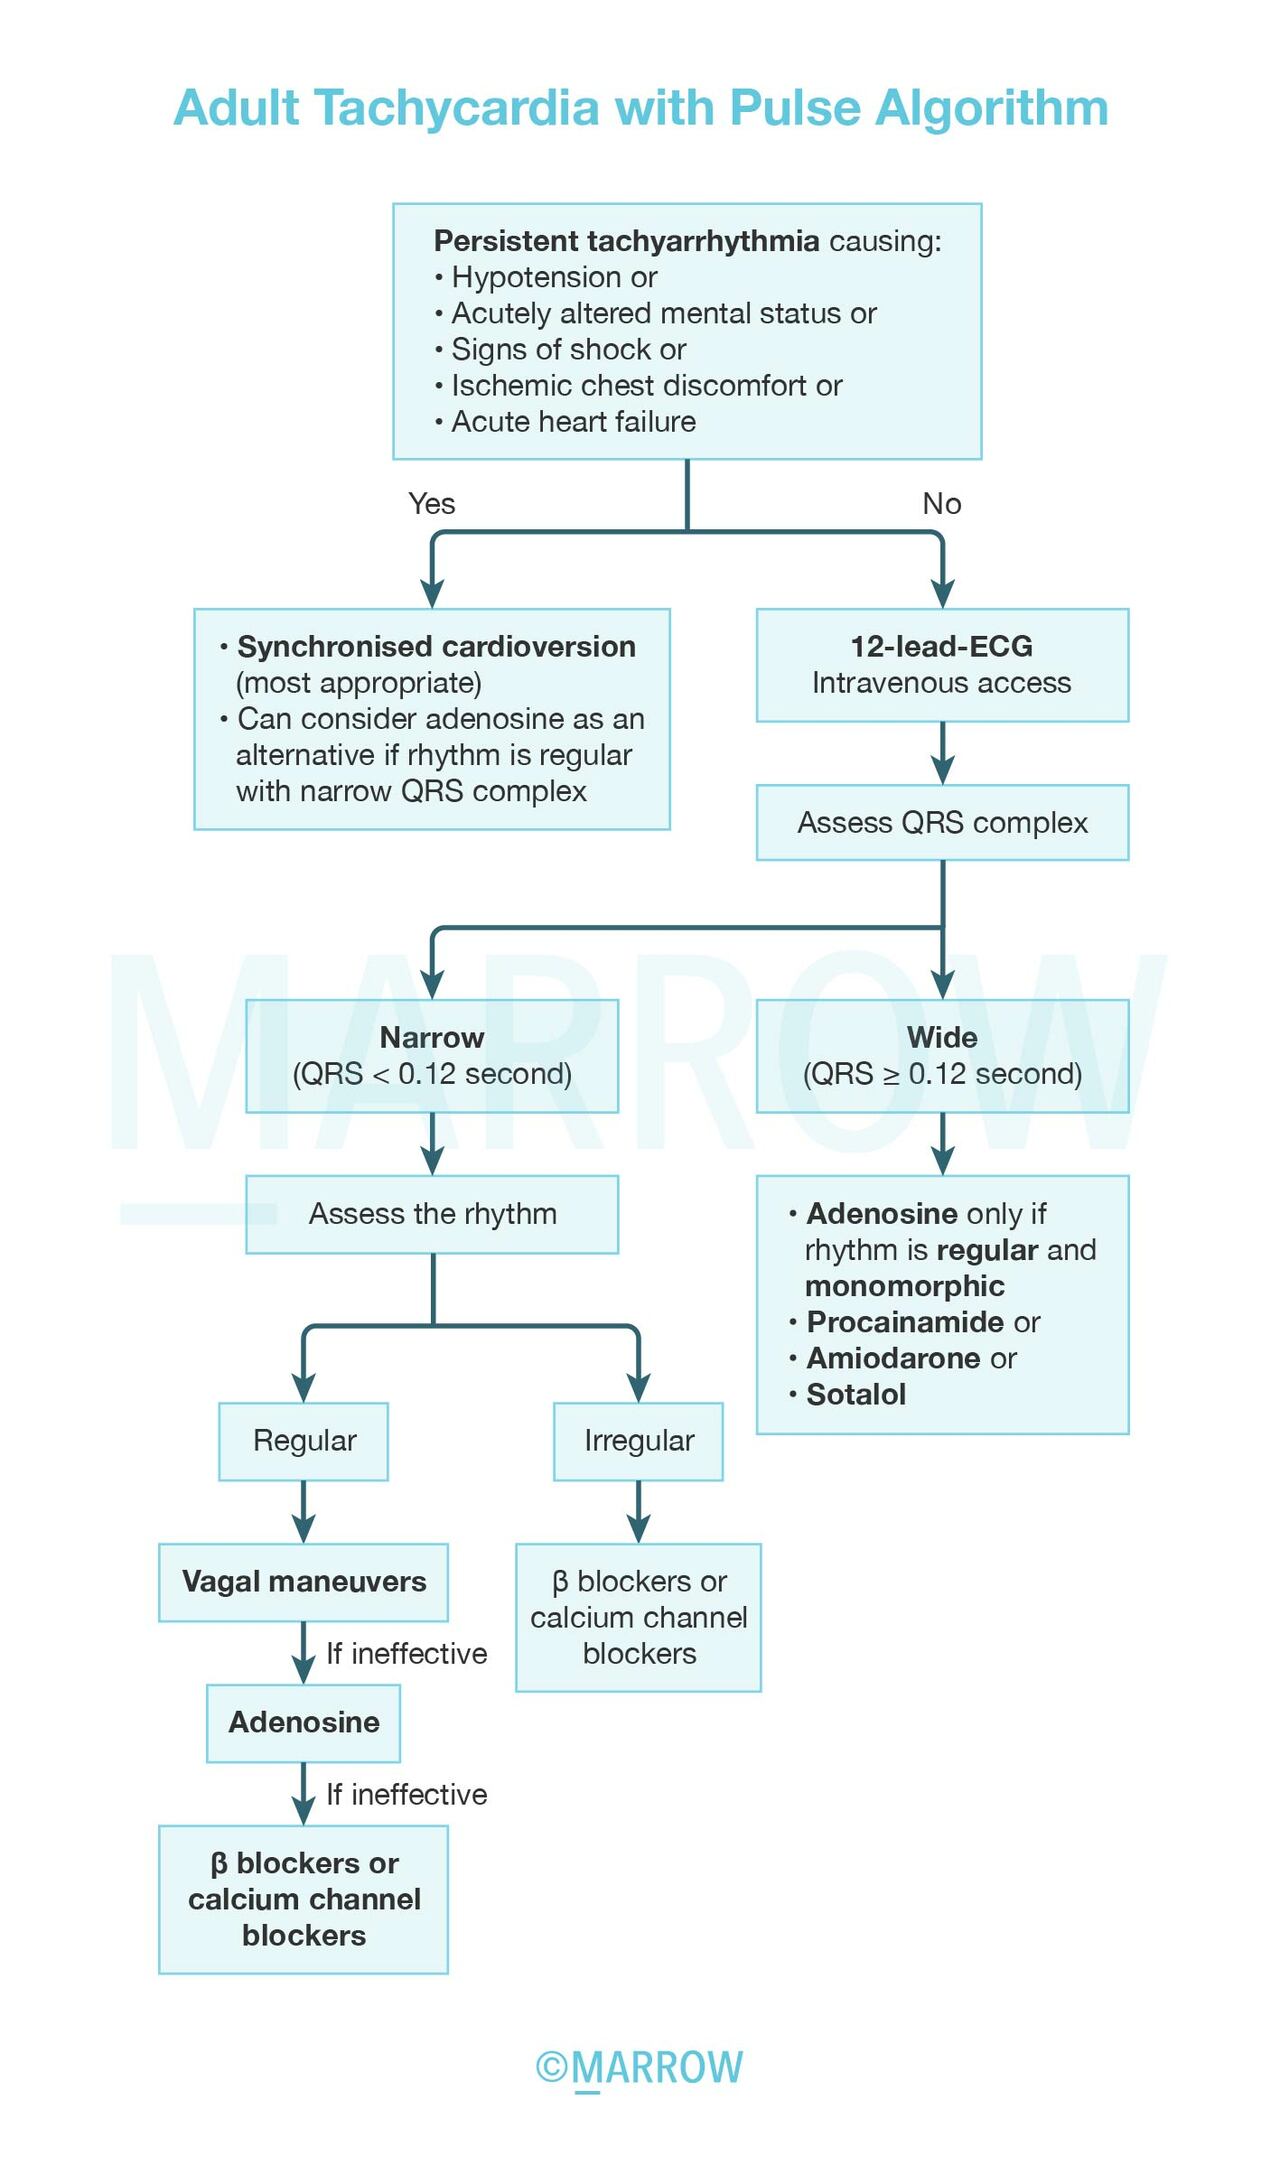 Adult Tachycardia with Pulse Algorithm
Persistent tachyarrhythmia causing:
• Hypotension or
• Acutely altered mental status or
• Signs of shock or
• Ischemic chest discomfort or
• Acute heart failure
Yes
No
• Synchronised cardioversion
(most appropriate)
• Can consider adenosine as an
alternative if rhythm is regular
with narrow QRS complex
12-lead-ECG
Intravenous access
Assess QRS complex
MARROW
Narrow
(QRS < 0.12 second)
Wide
(QRS ≥ 0.12 second)
Assess the rhythm
• Adenosine only if
rhythm is regular and
monomorphic
• Procainamide or
• Amiodarone or
• Sotalol
Regular
Irregular
Vagal maneuvers
β blockers or
calcium channel
blockers
If ineffective
Adenosine
If ineffective
β blockers or
calcium channel
blockers
©MARROW